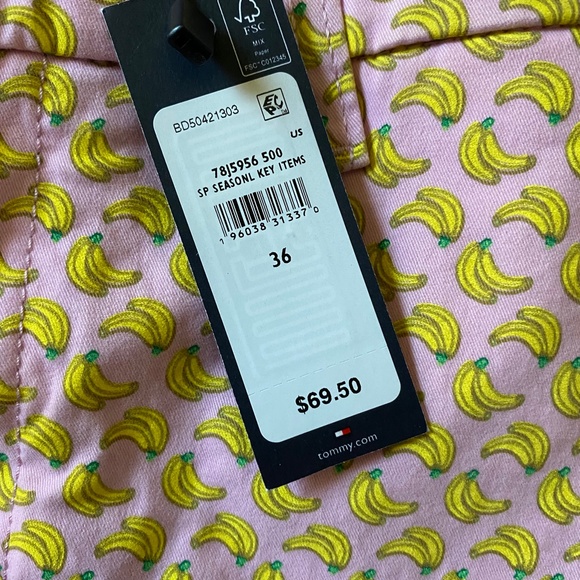 FSC
MIX
Paper
FSC® C012345
BD50421303
EPC
US
78J5956 500
SP SEASONL KEY ITEMS
1 96038 31337 0
36
$69.50
tommy.com